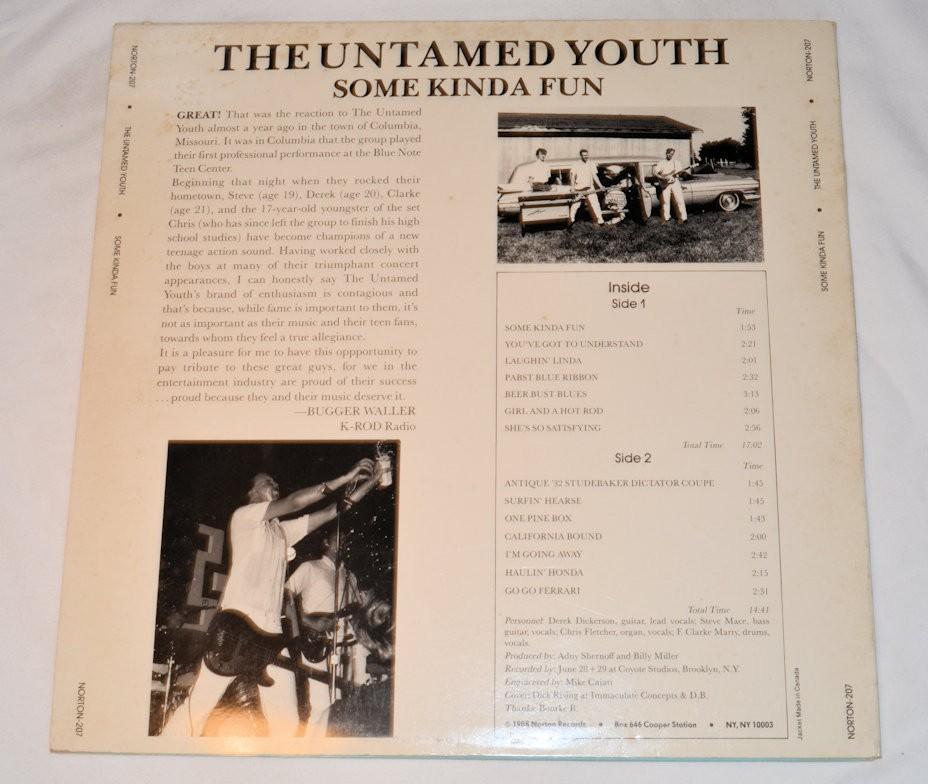 THE UNTAMED YOUTH
SOME KINDA FUN
GREAT! That was the reaction to The Untamed
Youth almost a year ago in the town of Columbia,
Missouri. It was in Columbia that the group played
their first professional performance at the Blue Note
Teen Center.
Beginning that night when they rocked their
hometown, Steve (age 19), Derek (age 20), Clarke
(age 21), and the 17-year-old youngster of the set
Chris (who has since left the group to finish his high
school studies) have become champions of a new
teenage action sound. Having worked closely with
the boys at many of their triumphant concert
appearances, I can honestly say The Untamed
Youth's brand of enthusiasm is contagious and
that's because, while fame is important to them, it's
not as important as their music and their teen fans,
towards whom they feel a true allegiance.
It is a pleasure for me to have this oppportunity to
pay tribute to these great guys, for we in the
entertainment industry are proud of their success
...proud because they and their music deserve it.
—BUGGER WALLER
K-ROD Radio
Inside
Side 1
Time
SOME KINDA FUN 1:53
YOU'VE GOT TO UNDERSTAND 2:21
LAUGHIN' LINDA 2:01
PABST BLUE RIBBON 2:32
BEER BUST BLUES 3:13
GIRL AND A HOT ROD 2:06
SHE'S SO SATISFYING 2:56
Total Time 17:02
Side 2
Time
ANTIQUE '32 STUDEBAKER DICTATOR COUPE 1:45
SURFIN' HEARSE 1:45
ONE PINE BOX 1:43
CALIFORNIA BOUND 2:00
I'M GOING AWAY 2:42
HAULIN' HONDA 2:15
GO GO FERRARI 2:31
Total Time 14:41
Personnel: Derek Dickerson, guitar, lead vocals; Steve Mace, bass
guitar, vocals; Chris Fletcher, organ, vocals; F. Clarke Marty, drums,
vocals.
Produced by: Adny Shernoff and Billy Miller
Recorded by: June 28 + 29 at Coyote Studios, Brooklyn, N.Y.
Engineered by: Mike Caiati
Cover: Dick Rising at Immaculate Concepts & D.B.
Thanks: Bourke B.
© 1988 Norton Records • Box 646 Cooper Station • NY, NY 10003
NORTON-207 • THE UNTAMED YOUTH • SOME KINDA FUN
NORTON-207
NORTON-207 • THE UNTAMED YOUTH • SOME KINDA FUN
Jacket Made in Canada
NORTON-207